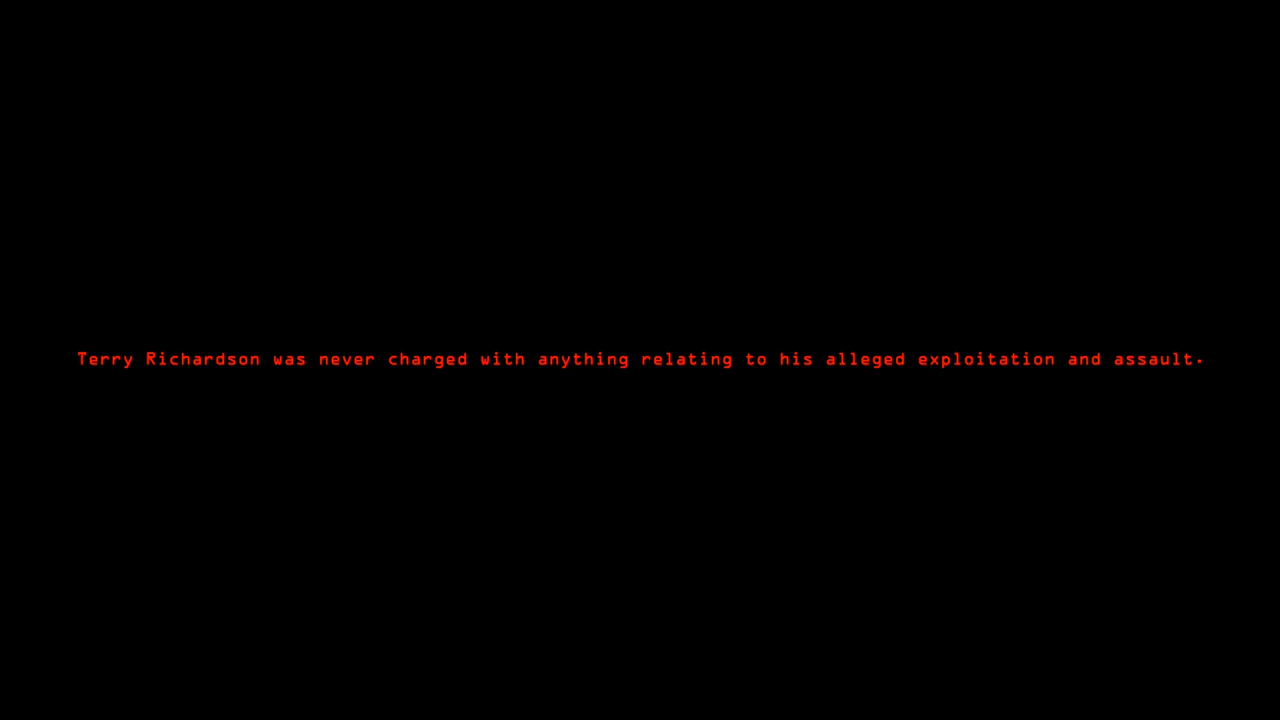 Terry Richardson was never charged with anything relating to his alleged exploitation and assault.